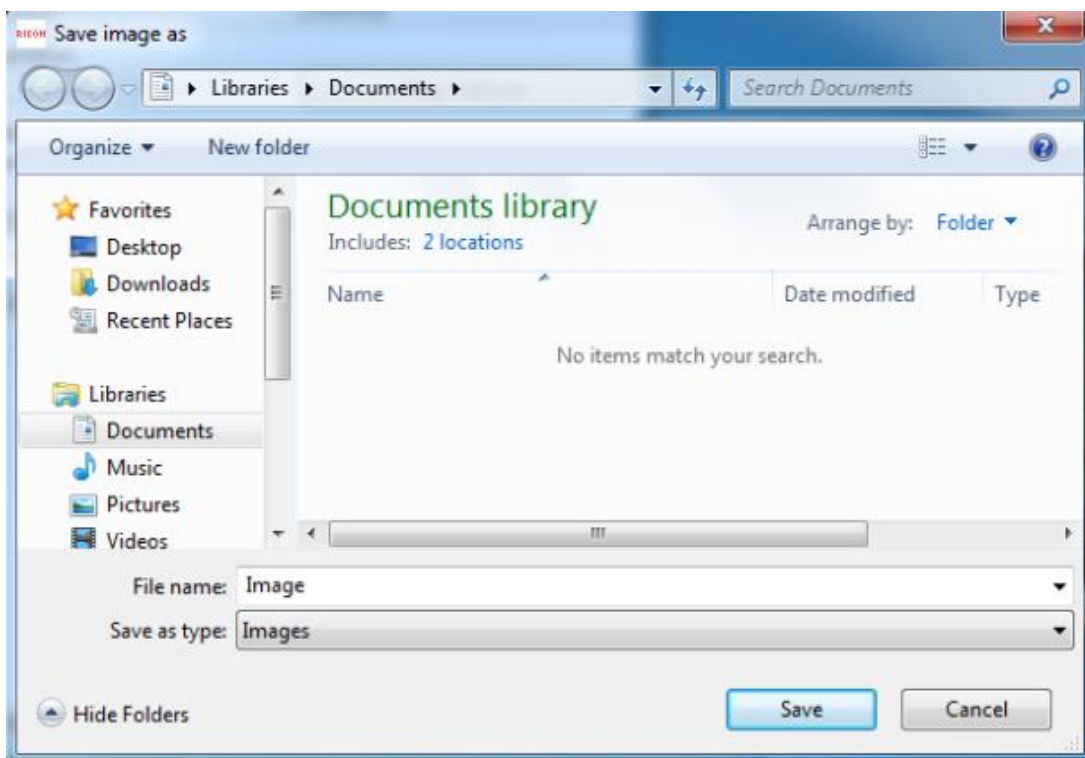 RICOH Save image as
Libraries Documents
Search Documents
Organize New folder
Favorites
Desktop
Downloads
Recent Places
Libraries
Documents
Music
Pictures
Videos
Documents library
Includes: 2 locations
Arrange by: Folder
Name Date modified Type
No items match your search.
File name: Image
Save as type: Images
Hide Folders
Save Cancel